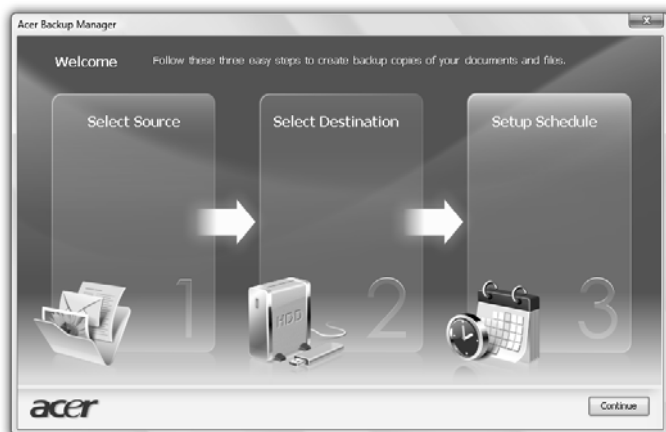 Acer Backup Manager
x
Welcome
Follow these three easy steps to create backup copies of your documents and files.
Select Source
Select Destination
Setup Schedule
1
HDD
2
3
acer
Continue